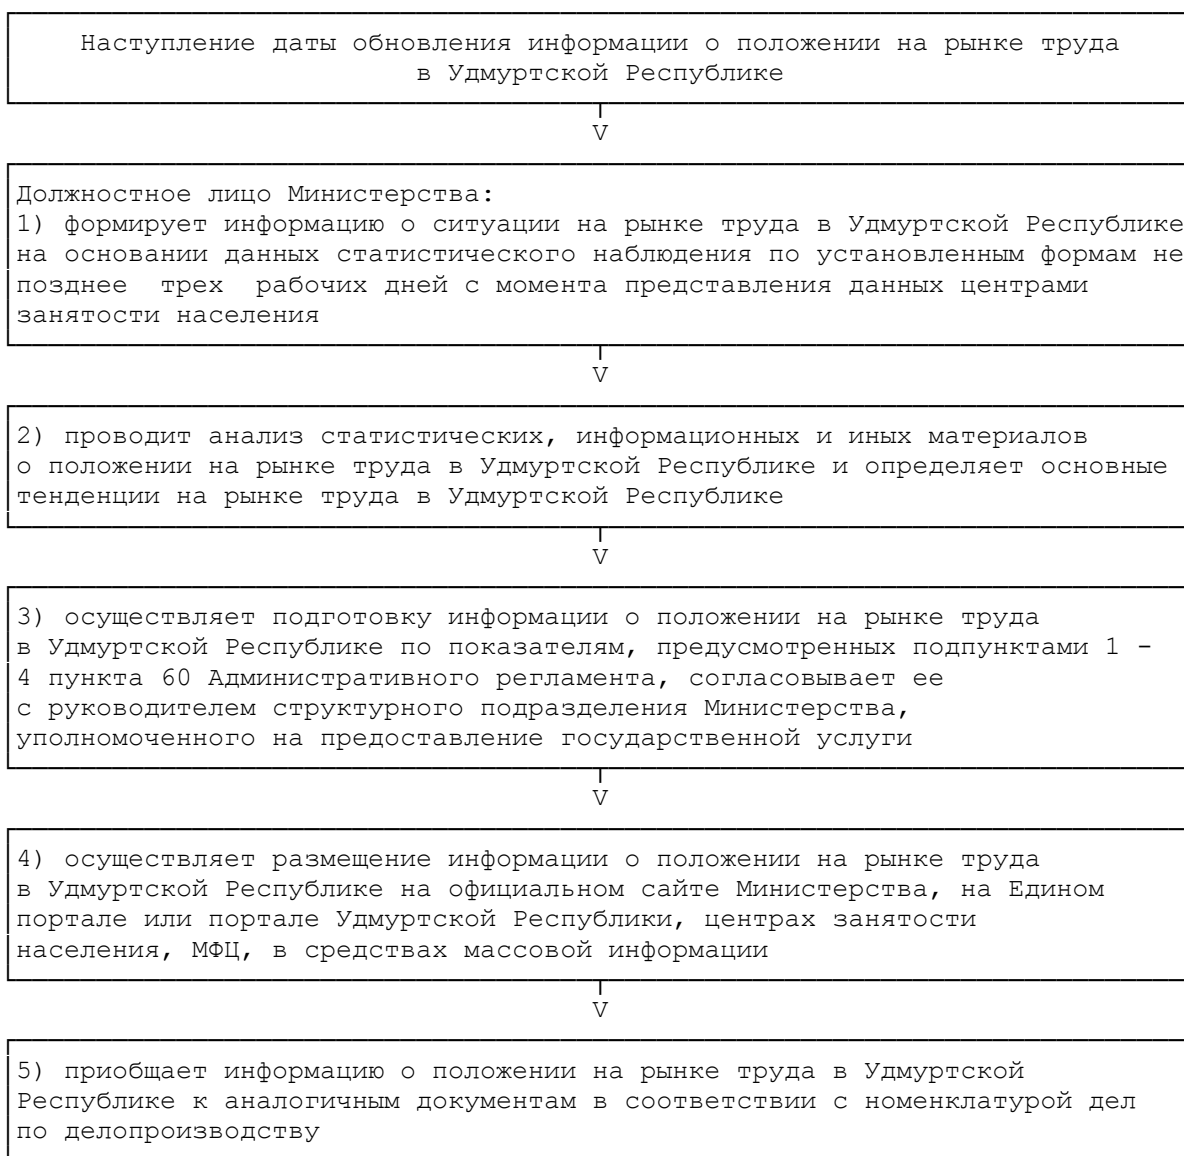 Наступление даты обновления информации о положении на рынке труда
в Удмуртской Республике
V
Должностное лицо Министерства:
1) формирует информацию о ситуации на рынке труда в Удмуртской Республике
на основании данных статистического наблюдения по установленным формам не
позднее трех рабочих дней с момента представления данных центрами
занятости населения
V
2) проводит анализ статистических, информационных и иных материалов
о положении на рынке труда в Удмуртской Республике и определяет основные
тенденции на рынке труда в Удмуртской Республике
V
3) осуществляет подготовку информации о положении на рынке труда
в Удмуртской Республике по показателям, предусмотренных подпунктами 1 -
4 пункта 60 Административного регламента, согласовывает ее
с руководителем структурного подразделения Министерства,
уполномоченного на предоставление государственной услуги
V
4) осуществляет размещение информации о положении на рынке труда
в Удмуртской Республике на официальном сайте Министерства, на Едином
портале или портале Удмуртской Республики, центрах занятости
населения, МФЦ, в средствах массовой информации
V
5) приобщает информацию о положении на рынке труда в Удмуртской
Республике к аналогичным документам в соответствии с номенклатурой дел
по делопроизводству